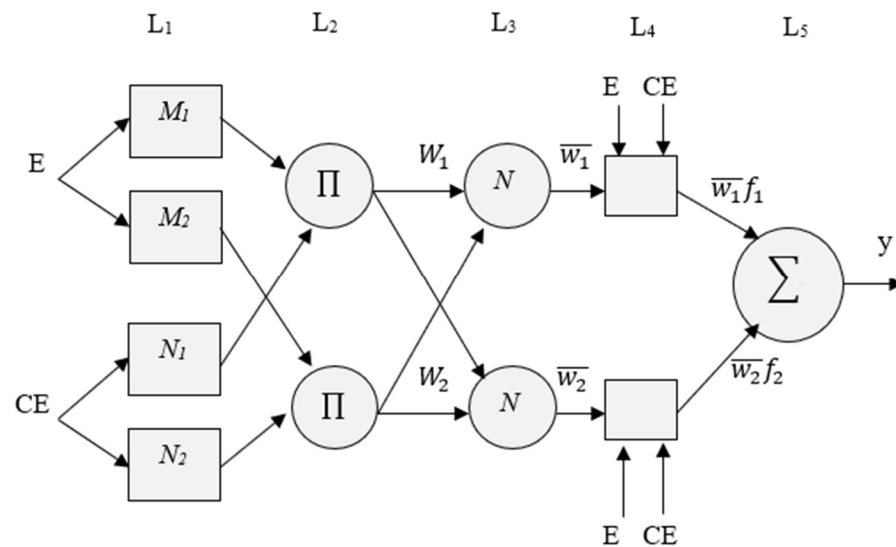 L₁ L₂ L₃ L₄ L₅
E CE
M₁
W₁ N w̅₁
w̅₁f₁
E
Π
M₂
y
∑
N₁
W₂ w̅₂
w̅₂f₂
CE
Π N
N₂
E CE